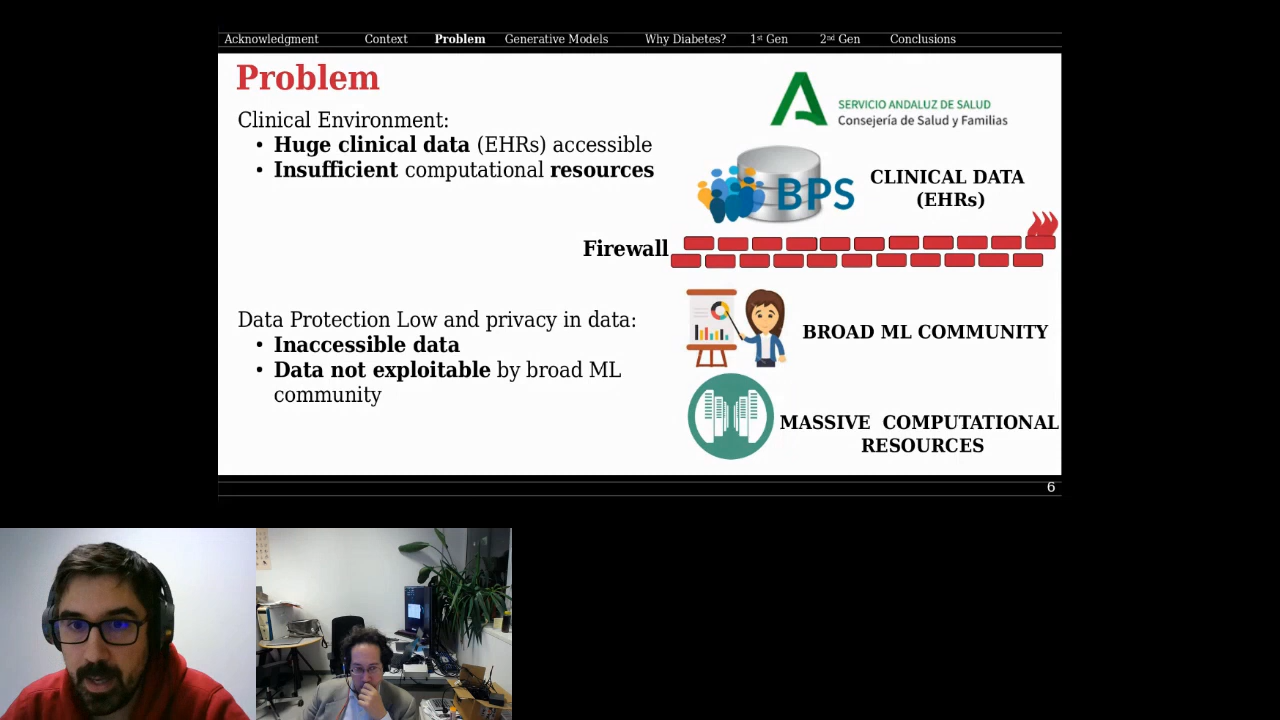 Acknowledgment Context Problem Generative Models Why Diabetes? 1st Gen 2nd Gen Conclusions
Problem
Clinical Environment:
• Huge clinical data (EHRs) accessible
• Insufficient computational resources
SERVICIO ANDALUZ DE SALUD
Consejería de Salud y Familias
BPS
CLINICAL DATA
(EHRs)
Firewall
Data Protection Low and privacy in data:
• Inaccessible data
• Data not exploitable by broad ML
community
BROAD ML COMMUNITY
MASSIVE COMPUTATIONAL
RESOURCES
6